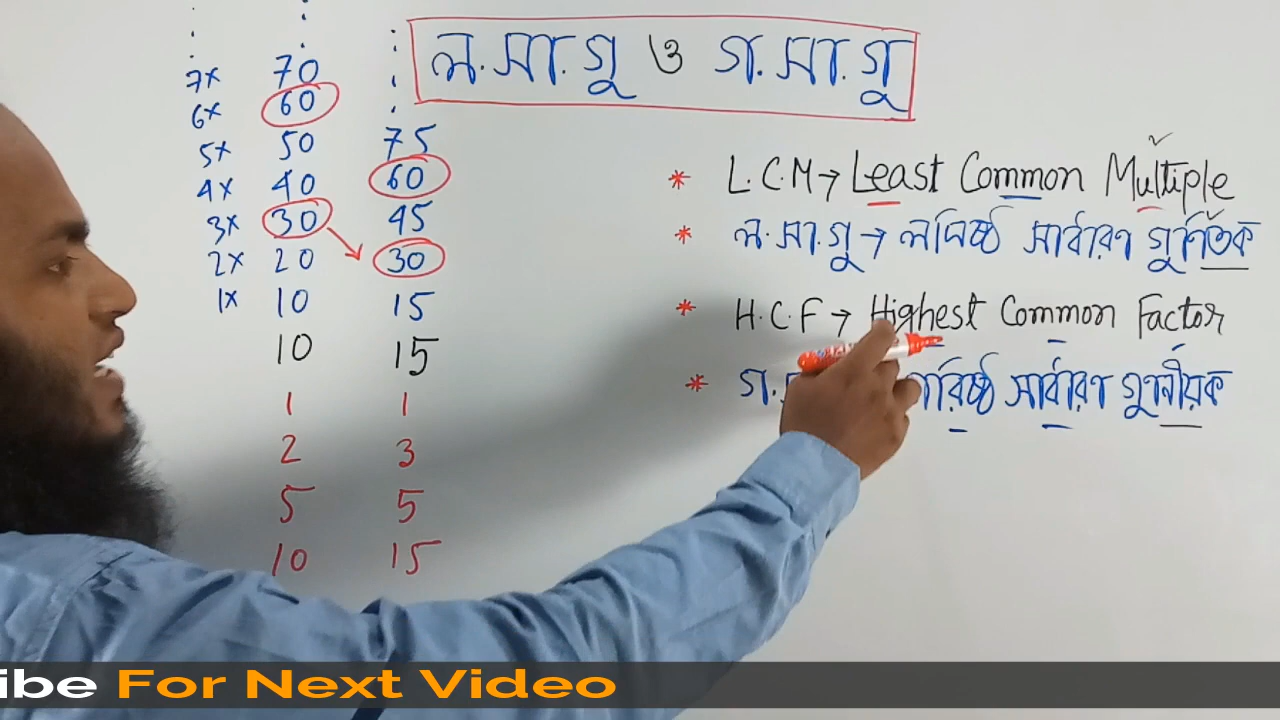 ল.সা.গু ও গ.সা.গু
7x 70
6x 60
5x 50 75
4x 40 60
3x 30 45
2x 20 30
1x 10 15
10 15
1 1
2 3
5 5
10 15
* L.C.M → Least Common Multiple
* ল.সা.গু → লঘিষ্ঠ সাধারণ গুণিতক
* H.C.F → Highest Common Factor
* গ. রিষ্ঠ সাধারণ গুণনীয়ক
ibe For Next Video